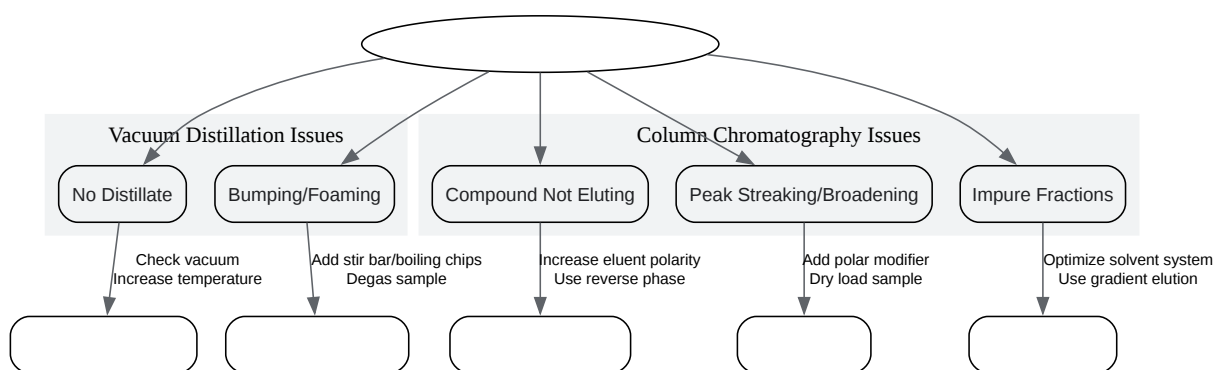 Vacuum Distillation Issues
Column Chromatography Issues
No Distillate
Bumping/Foaming
Compound Not Eluting
Peak Streaking/Broadening
Impure Fractions
Check vacuum
Increase temperature
Add stir bar/boiling chips
Degas sample
Increase eluent polarity
Use reverse phase
Add polar modifier
Dry load sample
Optimize solvent system
Use gradient elution